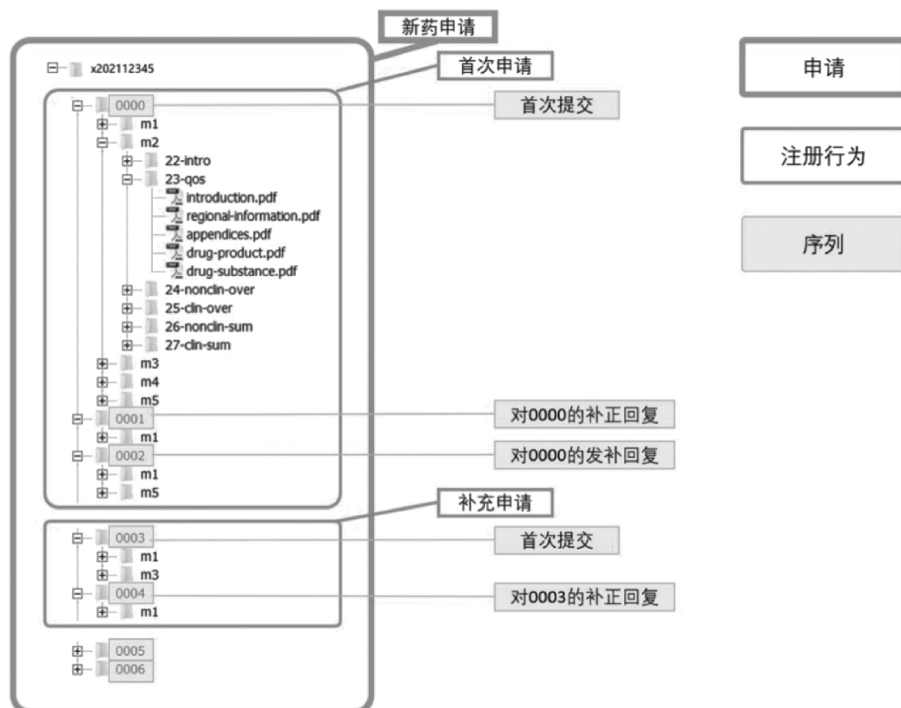 新药申请
x202112345
首次申请
申请
0000
首次提交
m1
m2
注册行为
22-intro
23-qos
introduction.pdf
regional-information.pdf
appendices.pdf
序列
drug-product.pdf
drug-substance.pdf
24-nonclin-over
25-clin-over
26-nonclin-sum
27-clin-sum
m3
m4
m5
0001
对0000的补正回复
m1
0002
对0000的发补回复
m1
m5
补充申请
0003
首次提交
m1
m3
0004
对0003的补正回复
m1
0005
0006